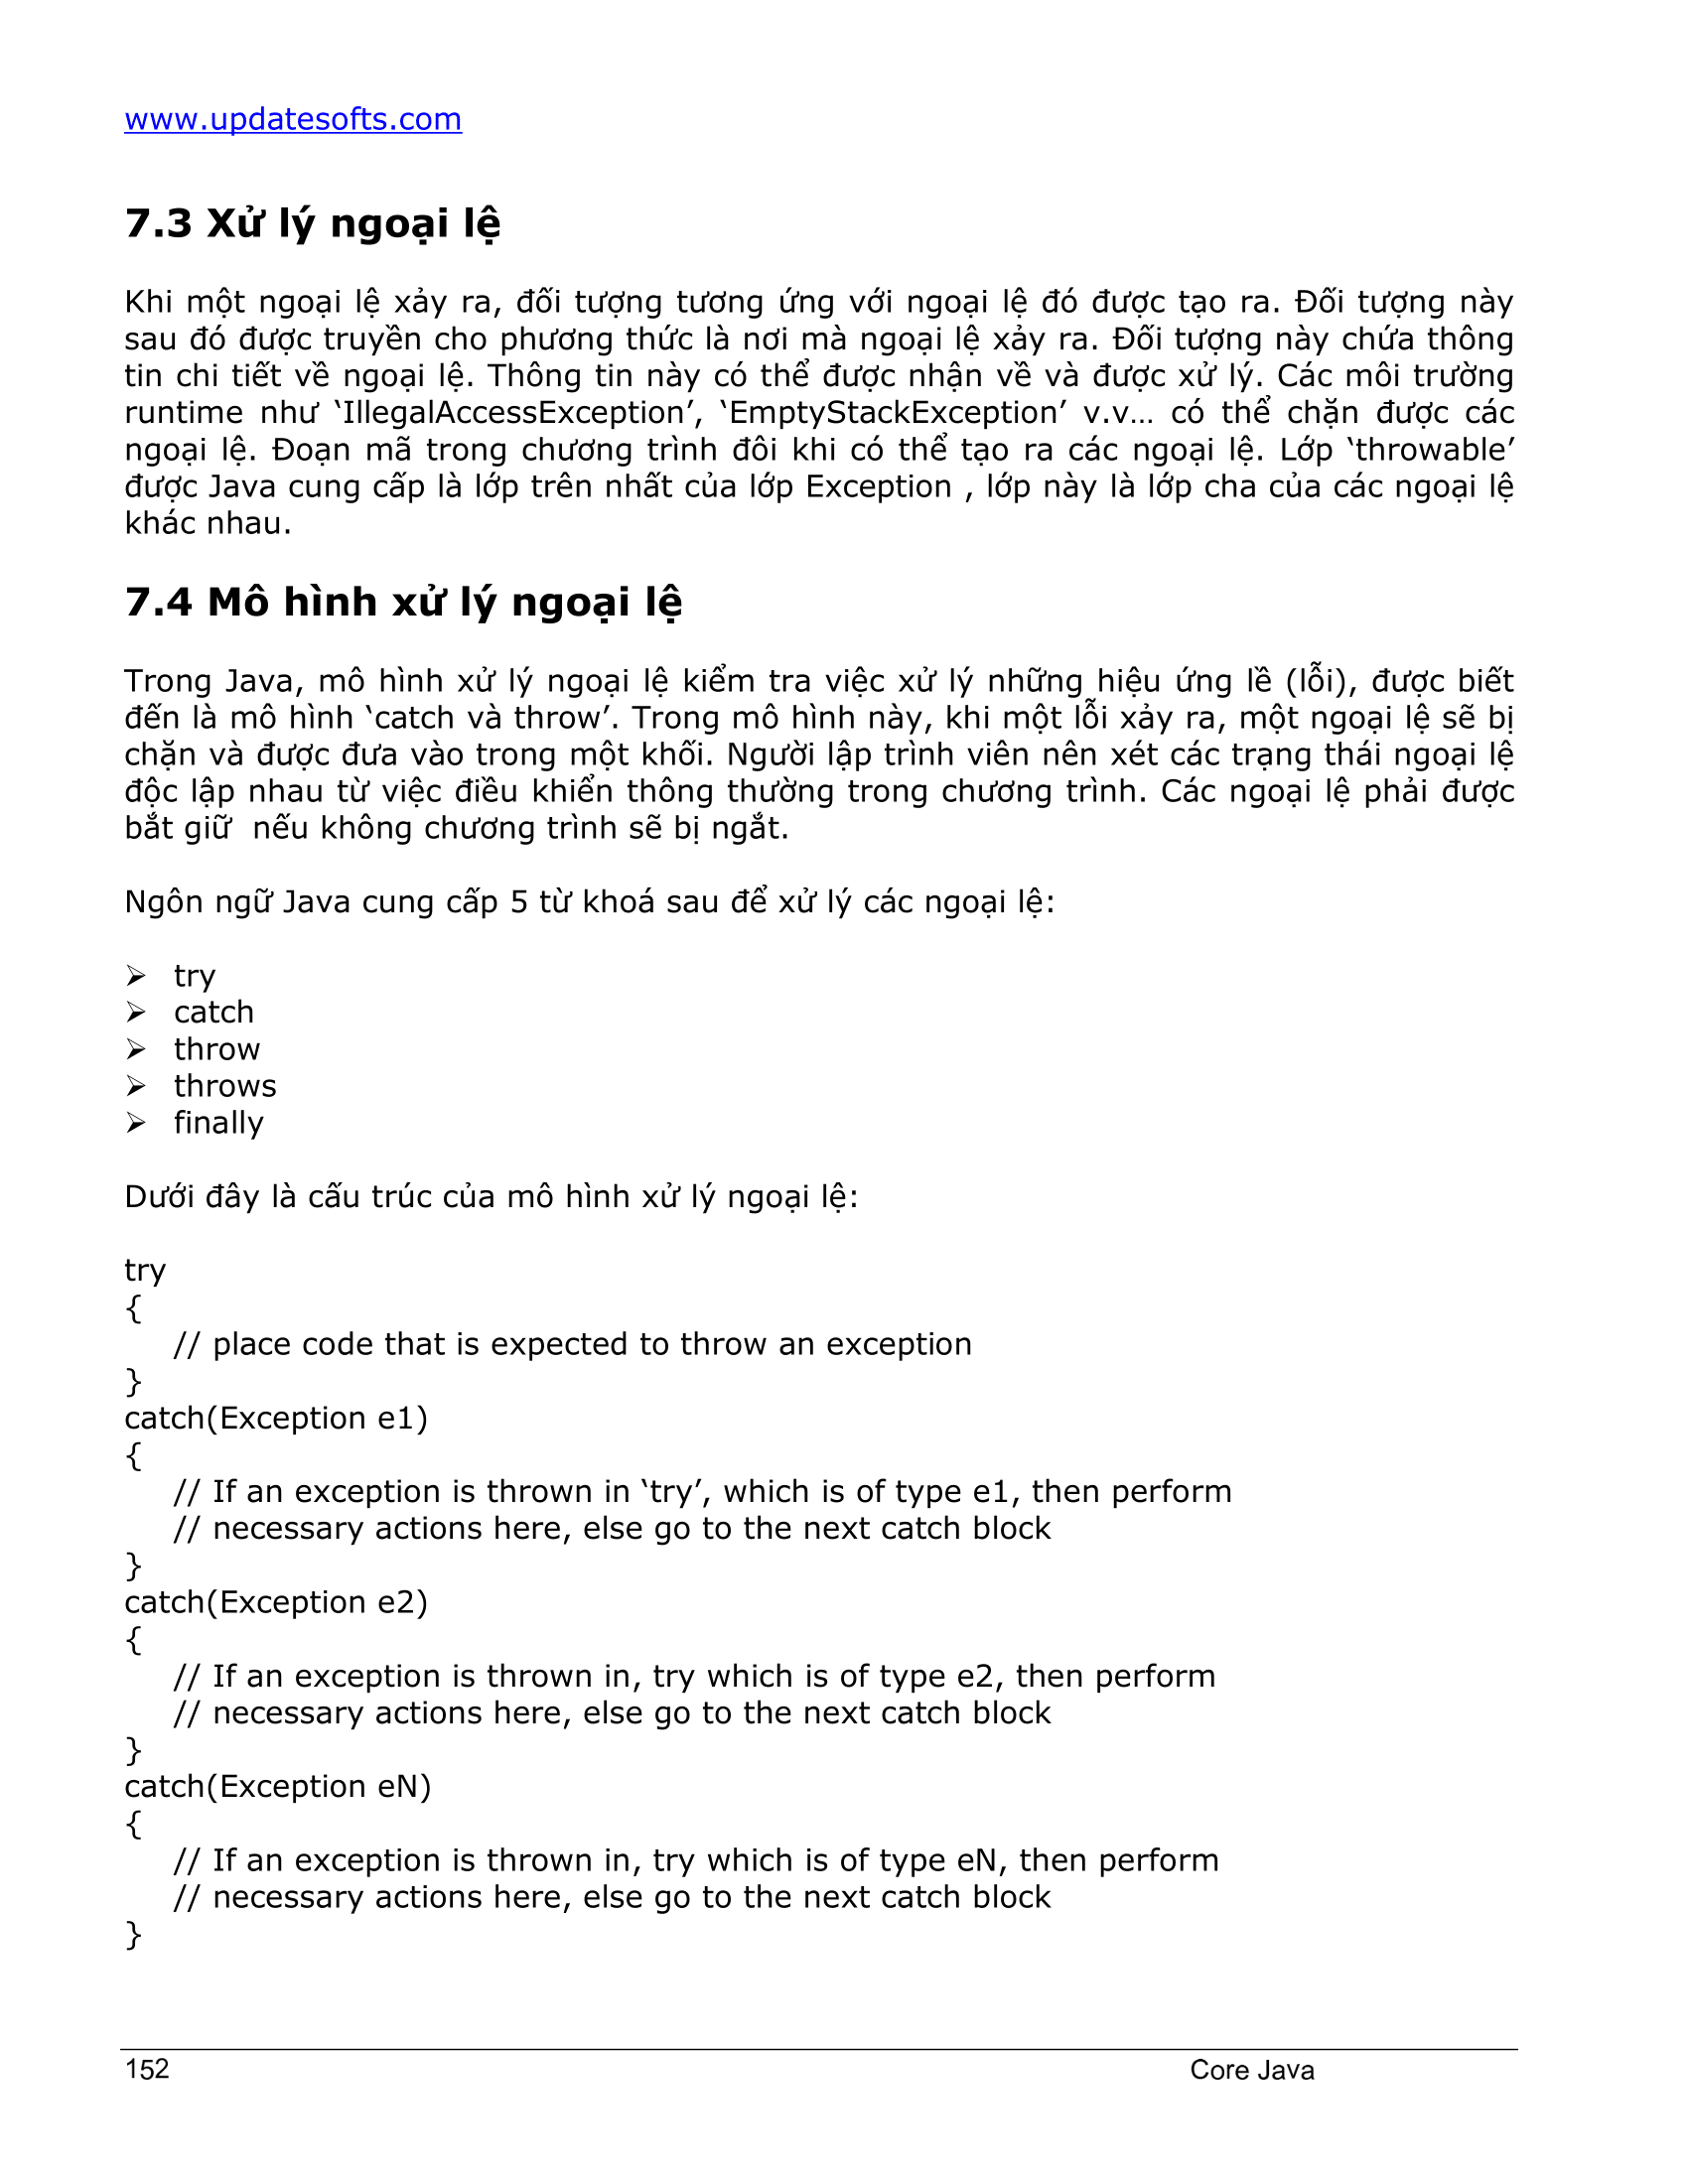 www.updatesofts.com
7.3 Xử lý ngoại lệ
Khi một ngoại lệ xảy ra, đối tượng tương ứng với ngoại lệ đó được tạo ra. Đối tượng này
sau đó được truyền cho phương thức là nơi mà ngoại lệ xảy ra. Đối tượng này chứa thông
tin chi tiết về ngoại lệ. Thông tin này có thể được nhận về và được xử lý. Các môi trường
runtime như ‘IllegalAccessException’, ‘EmptyStackException’ v.v… có thể chặn được các
ngoại lệ. Đoạn mã trong chương trình đôi khi có thể tạo ra các ngoại lệ. Lớp ‘throwable’
được Java cung cấp là lớp trên nhất của lớp Exception , lớp này là lớp cha của các ngoại lệ
khác nhau.
7.4 Mô hình xử lý ngoại lệ
Trong Java, mô hình xử lý ngoại lệ kiểm tra việc xử lý những hiệu ứng lề (lỗi), được biết
đến là mô hình ‘catch và throw’. Trong mô hình này, khi một lỗi xảy ra, một ngoại lệ sẽ bị
chặn và được đưa vào trong một khối. Người lập trình viên nên xét các trạng thái ngoại lệ
độc lập nhau từ việc điều khiển thông thường trong chương trình. Các ngoại lệ phải được
bắt giữ  nếu không chương trình sẽ bị ngắt.
Ngôn ngữ Java cung cấp 5 từ khoá sau để xử lý các ngoại lệ:
➢ try
➢ catch
➢ throw
➢ throws
➢ finally
Dưới đây là cấu trúc của mô hình xử lý ngoại lệ:
try
{
// place code that is expected to throw an exception
}
catch(Exception e1)
{
// If an exception is thrown in ‘try’, which is of type e1, then perform
// necessary actions here, else go to the next catch block
}
catch(Exception e2)
{
// If an exception is thrown in, try which is of type e2, then perform
// necessary actions here, else go to the next catch block
}
catch(Exception eN)
{
// If an exception is thrown in, try which is of type eN, then perform
// necessary actions here, else go to the next catch block
}
152 Core Java